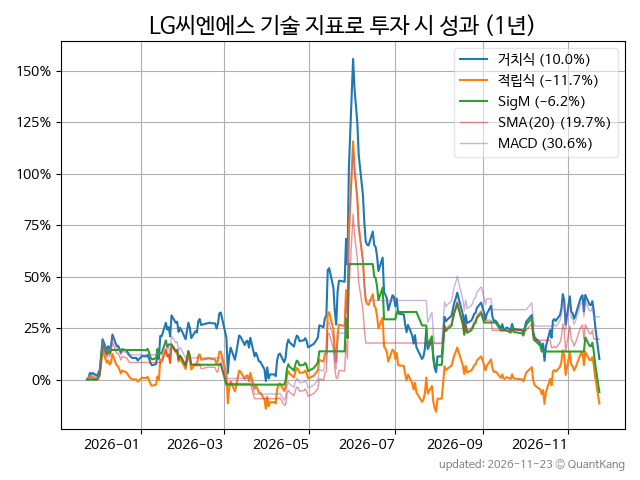 LG씨엔에스 기술 지표로 투자 시 성과 (1년)
거치식 (10.0%)
적립식 (−11.7%)
SigM (−6.2%)
SMA(20) (19.7%)
MACD (30.6%)
150%
125%
100%
75%
50%
25%
0%
2026-01 2026-03 2026-05 2026-07 2026-09 2026-11
updated: 2026-11-23 © QuantKang